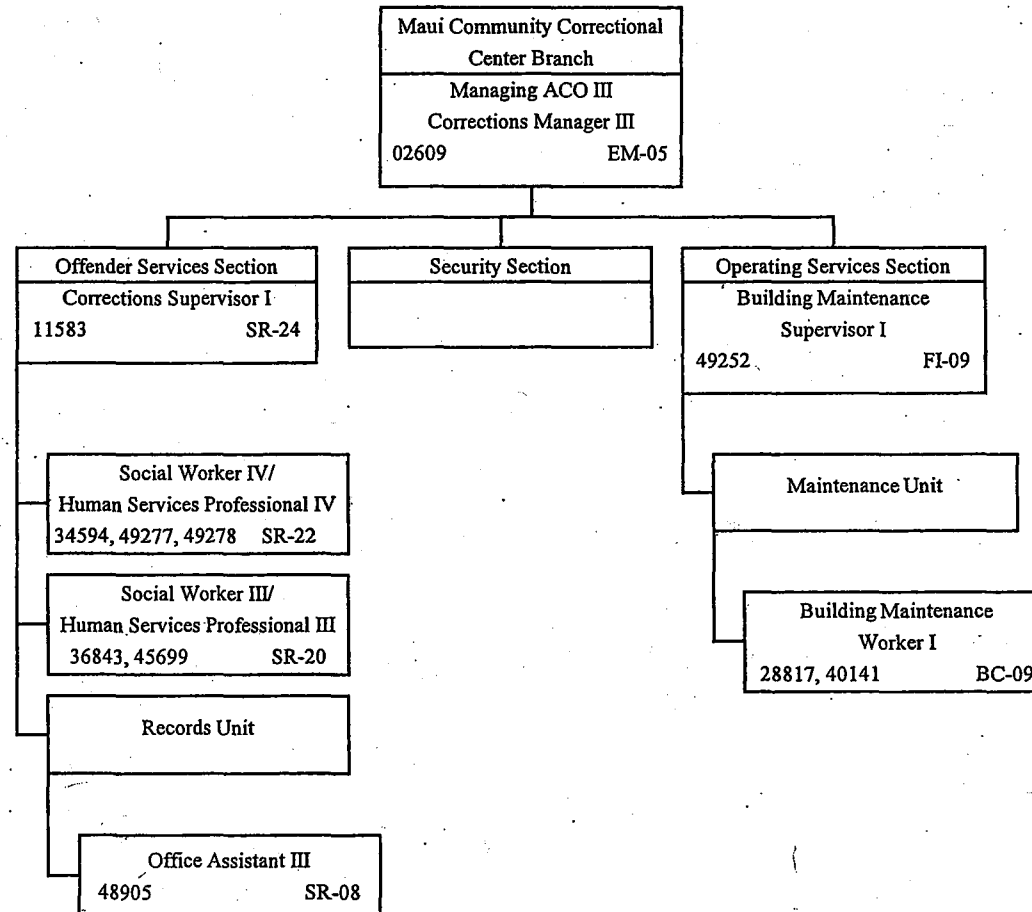 Maui Community Correctional
Center Branch
Managing ACO III
Corrections Manager III
02609 EM-05
Offender Services Section
Corrections Supervisor I
11583 SR-24
Security Section
Operating Services Section
Building Maintenance
Supervisor I
49252 FI-09
Social Worker IV/
Human Services Professional IV
34594, 49277, 49278 SR-22
Social Worker III/
Human Services Professional III
36843, 45699 SR-20
Records Unit
Office Assistant III
48905 SR-08
Maintenance Unit
Building Maintenance
Worker I
28817, 40141 BC-09